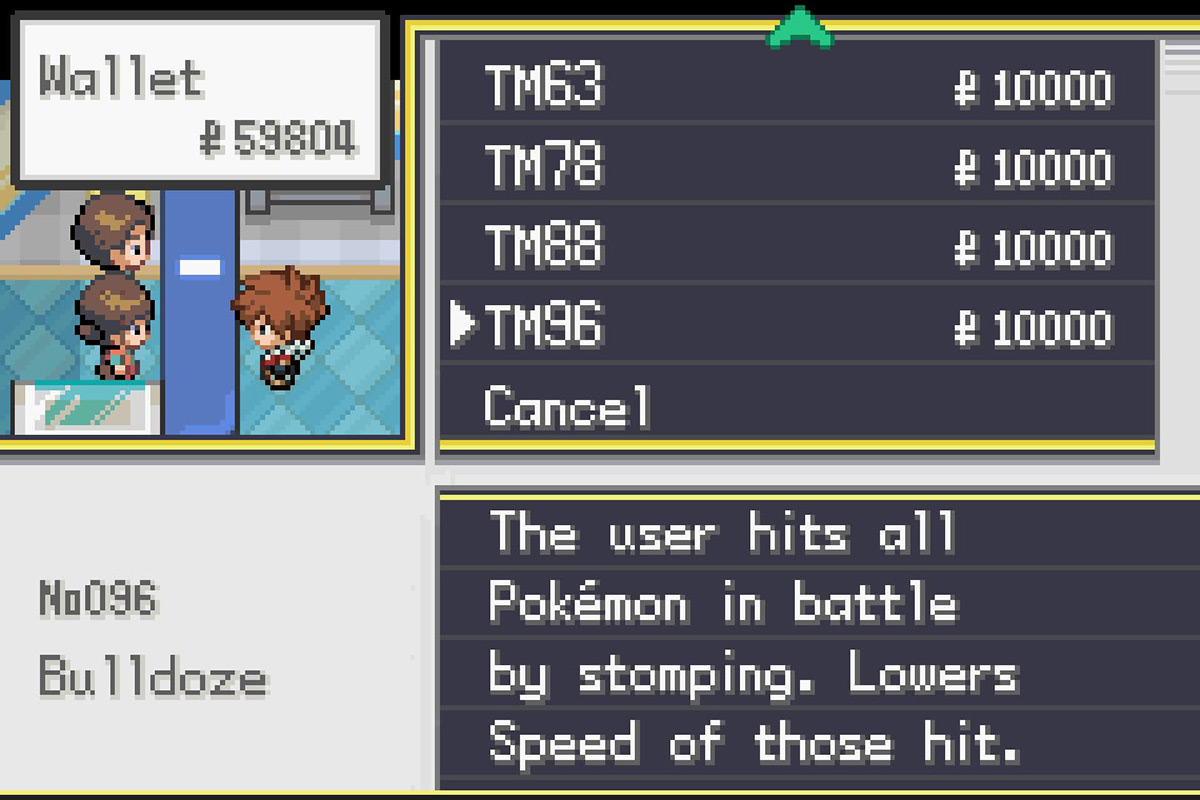 Wallet
₽ 59804
TM63 ₽ 10000
TM78 ₽ 10000
TM88 ₽ 10000
TM96 ₽ 10000
Cancel
No096
Bulldoze
The user hits all
Pokémon in battle
by stomping. Lowers
Speed of those hit.